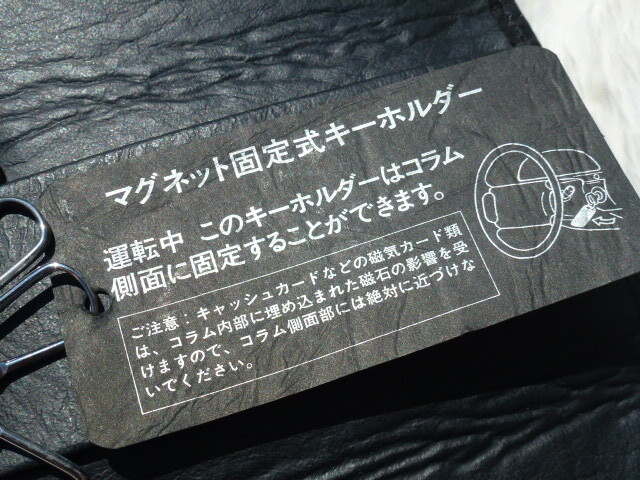 マグネット固定式キーホルダー
運転中 このキーホルダーはコラム
側面に固定することができます。
ご注意：キャッシュカードなどの磁気カード類
は、コラム内部に埋め込まれた磁石の影響を受
けますので、コラム側面部には絶対に近づけな
いでください。